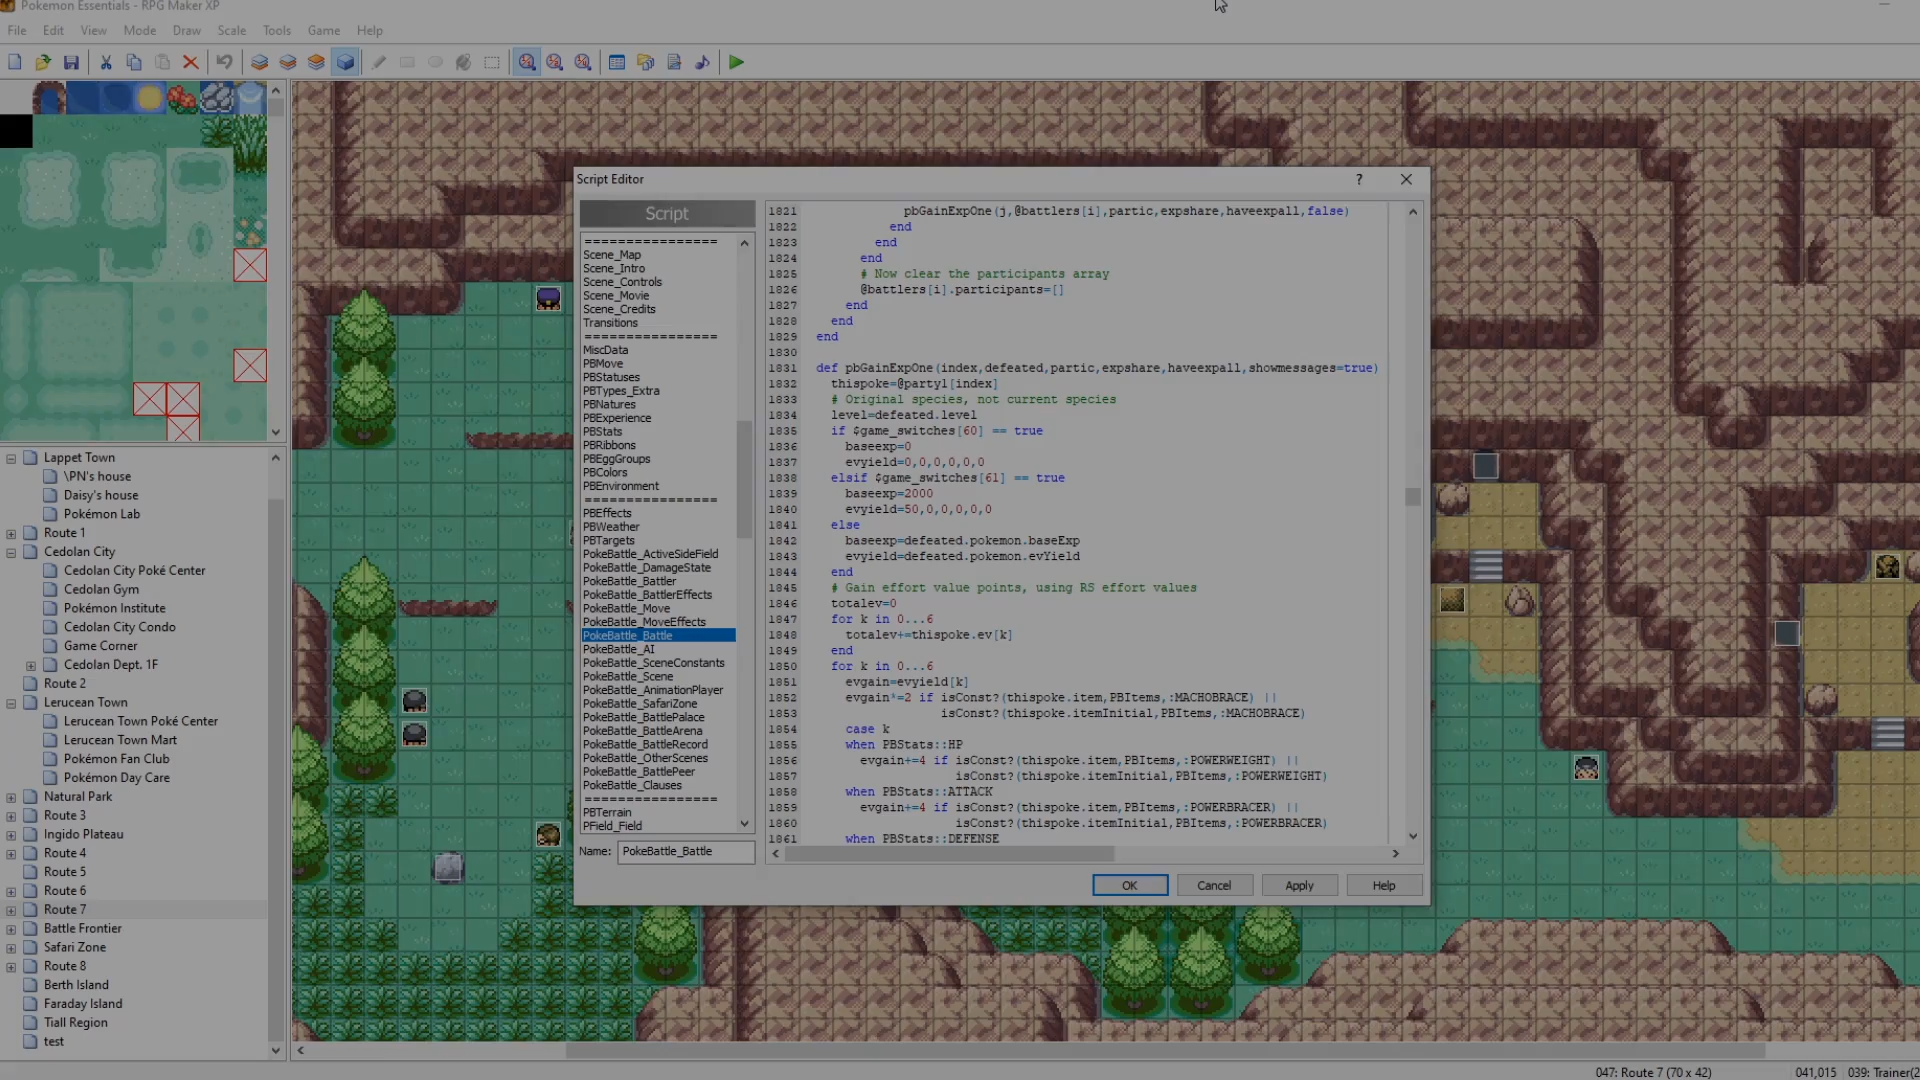 Pokemon Essentials - RPG Maker XP
File Edit View Mode Draw Scale Tools Game Help
Lappet Town
\PN's house
Daisy's house
Pokémon Lab
Route 1
Cedolan City
Cedolan City Poké Center
Cedolan Gym
Pokémon Institute
Cedolan City Condo
Game Corner
Cedolan Dept. 1F
Route 2
Lerucean Town
Lerucean Town Poké Center
Lerucean Town Mart
Pokémon Fan Club
Pokémon Day Care
Natural Park
Route 3
Ingido Plateau
Route 4
Route 5
Route 6
Route 7
Battle Frontier
Safari Zone
Route 8
Berth Island
Faraday Island
Tiall Region
test
Script Editor
?
Script
================
Scene_Map
Scene_Intro
Scene_Controls
Scene_Movie
Scene_Credits
Transitions
================
MiscData
PBMove
PBStatuses
PBTypes_Extra
PBNatures
PBExperience
PBStats
PBRibbons
PBEggGroups
PBColors
PBEnvironment
================
PBEffects
PBWeather
PBTargets
PokeBattle_ActiveSideField
PokeBattle_DamageState
PokeBattle_Battler
PokeBattle_BattlerEffects
PokeBattle_Move
PokeBattle_MoveEffects
PokeBattle_Battle
PokeBattle_AI
PokeBattle_SceneConstants
PokeBattle_Scene
PokeBattle_AnimationPlayer
PokeBattle_SafariZone
PokeBattle_BattlePalace
PokeBattle_BattleArena
PokeBattle_BattleRecord
PokeBattle_OtherScenes
PokeBattle_BattlePeer
PokeBattle_Clauses
================
PBTerrain
PField_Field
Name: PokeBattle_Battle
1821 pbGainExpOne(j,@battlers[i],partic,expshare,haveexpall,false)
1822 end
1823 end
1824 end
1825 # Now clear the participants array
1826 @battlers[i].participants=[]
1827 end
1828 end
1829 end
1830
1831 def pbGainExpOne(index,defeated,partic,expshare,haveexpall,showmessages=true)
1832 thispoke=@party1[index]
1833 # Original species, not current species
1834 level=defeated.level
1835 if $game_switches[60] == true
1836 baseexp=0
1837 evyield=0,0,0,0,0,0
1838 elsif $game_switches[61] == true
1839 baseexp=2000
1840 evyield=50,0,0,0,0,0
1841 else
1842 baseexp=defeated.pokemon.baseExp
1843 evyield=defeated.pokemon.evYield
1844 end
1845 # Gain effort value points, using RS effort values
1846 totalev=0
1847 for k in 0...6
1848 totalev+=thispoke.ev[k]
1849 end
1850 for k in 0...6
1851 evgain=evyield[k]
1852 evgain*=2 if isConst?(thispoke.item,PBItems,:MACHOBRACE) ||
1853 isConst?(thispoke.itemInitial,PBItems,:MACHOBRACE)
1854 case k
1855 when PBStats::HP
1856 evgain+=4 if isConst?(thispoke.item,PBItems,:POWERWEIGHT) ||
1857 isConst?(thispoke.itemInitial,PBItems,:POWERWEIGHT)
1858 when PBStats::ATTACK
1859 evgain+=4 if isConst?(thispoke.item,PBItems,:POWERBRACER) ||
1860 isConst?(thispoke.itemInitial,PBItems,:POWERBRACER)
1861 when PBStats::DEFENSE
OK Cancel Apply Help
047: Route 7 (70 x 42) 041,015 039: Trainer(2